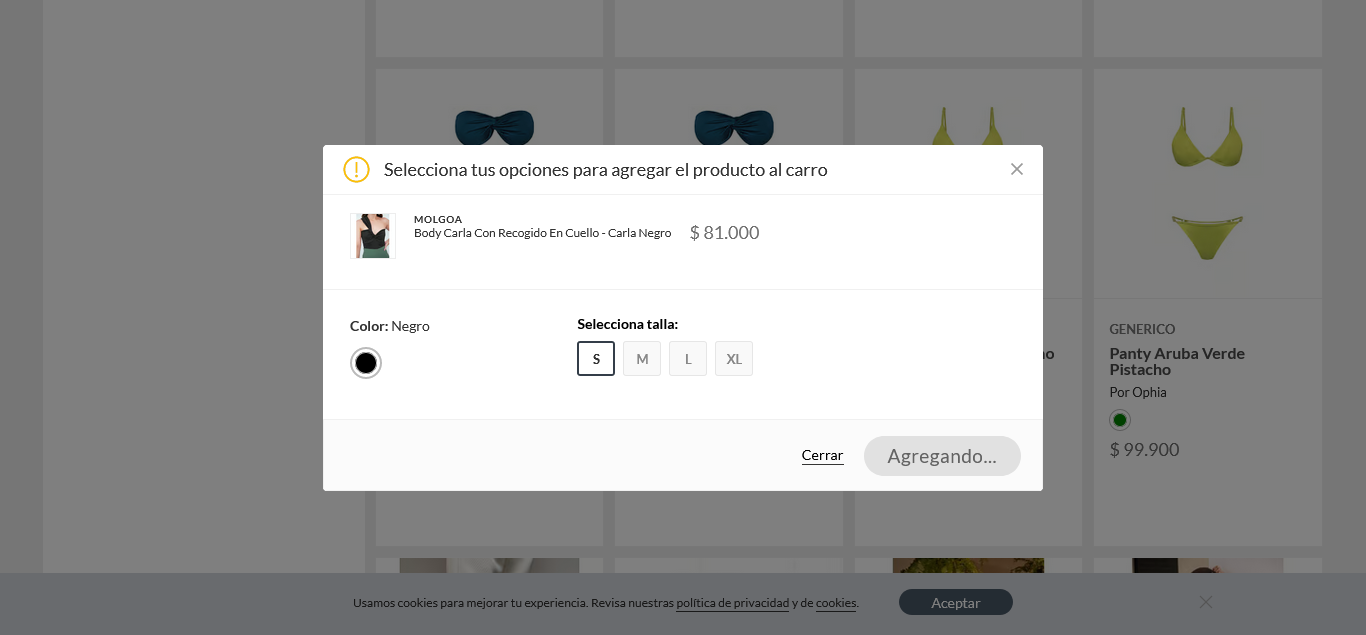 Selecciona tus opciones para agregar el producto al carro
MOLGOA
Body Carla Con Recogido En Cuello - Carla Negro
$ 81.000
Color: Negro
Selecciona talla:
S
M
L
XL
Cerrar
Agregando...
GENERICO
Panty Aruba Verde
Pistacho
Por Ophia
$ 99.900
Usamos cookies para mejorar tu experiencia. Revisa nuestras política de privacidad y de cookies.
Aceptar